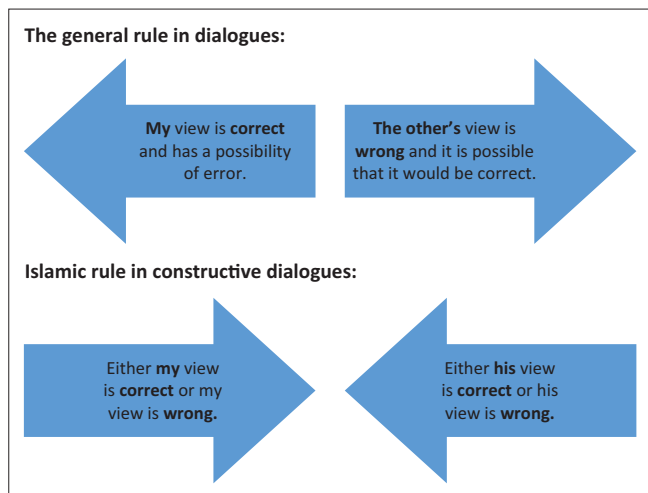 The general rule in dialogues:
My view is correct
and has a possibility
of error.
The other's view is
wrong and it is possible
that it would be correct.
Islamic rule in constructive dialogues:
Either my view
is correct or my
view is wrong.
Either his view
is correct or his
view is wrong.